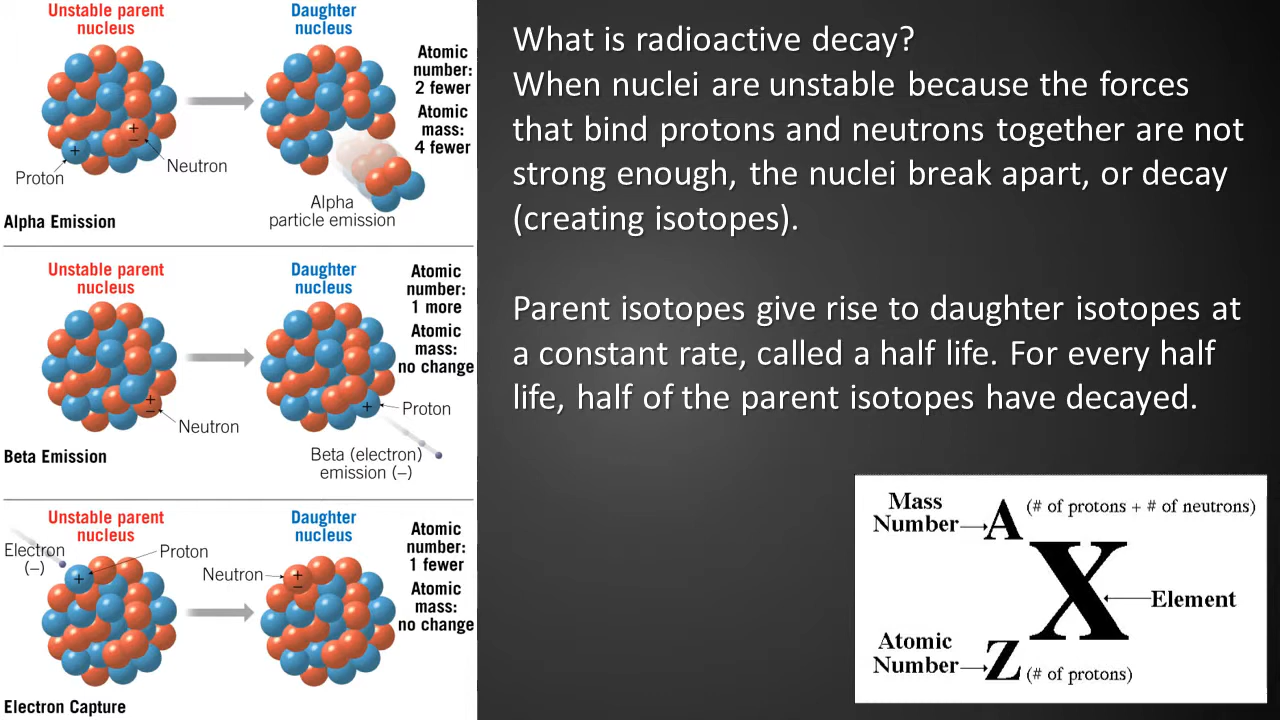 Unstable parent
nucleus
Daughter
nucleus
Atomic
number:
2 fewer
Atomic
mass:
4 fewer
+
−
+
Neutron
Proton
Alpha
particle emission
Alpha Emission
Unstable parent
nucleus
Daughter
nucleus
Atomic
number:
1 more
Atomic
mass:
no change
+
−
Neutron
+
Proton
Beta (electron)
emission (–)
Beta Emission
Unstable parent
nucleus
Daughter
nucleus
Atomic
number:
1 fewer
Atomic
mass:
no change
Electron
(–)
Proton
+
Neutron
+
−
Electron Capture
What is radioactive decay?
When nuclei are unstable because the forces
that bind protons and neutrons together are not
strong enough, the nuclei break apart, or decay
(creating isotopes).
Parent isotopes give rise to daughter isotopes at
a constant rate, called a half life. For every half
life, half of the parent isotopes have decayed.
Mass
Number
A (# of protons + # of neutrons)
X
Element
Atomic
Number
Z (# of protons)